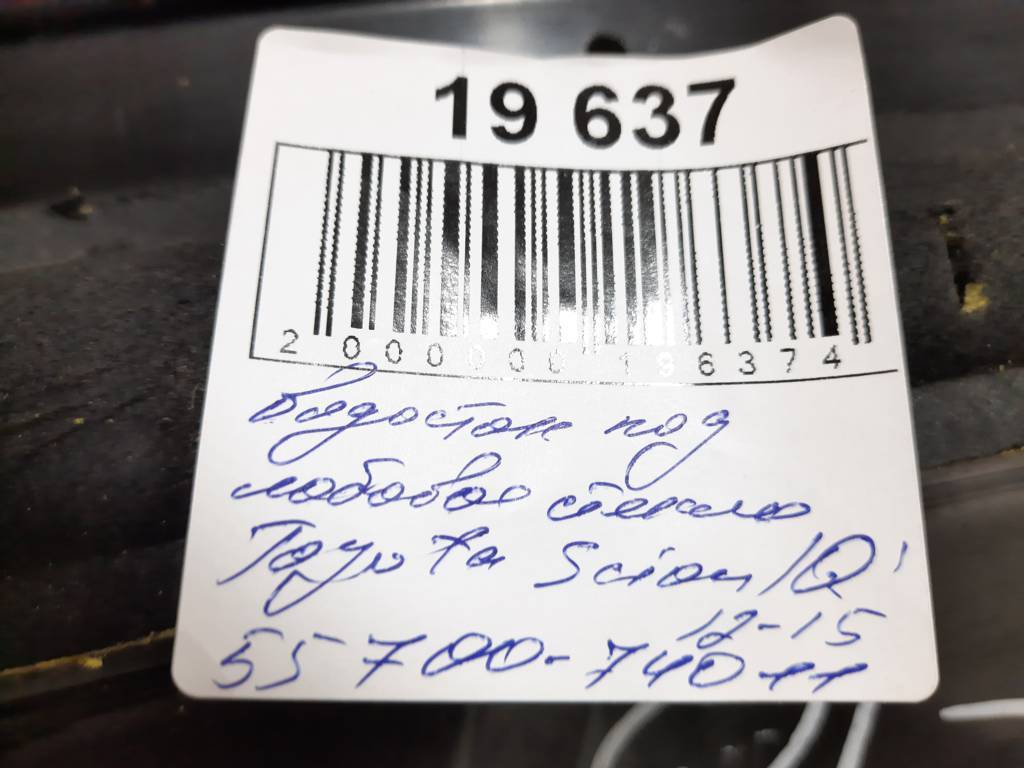 19 637
2 000000 196374
Водосток под
лобовое стекло
Toyota Scion IQ'
12-15
55700-74011